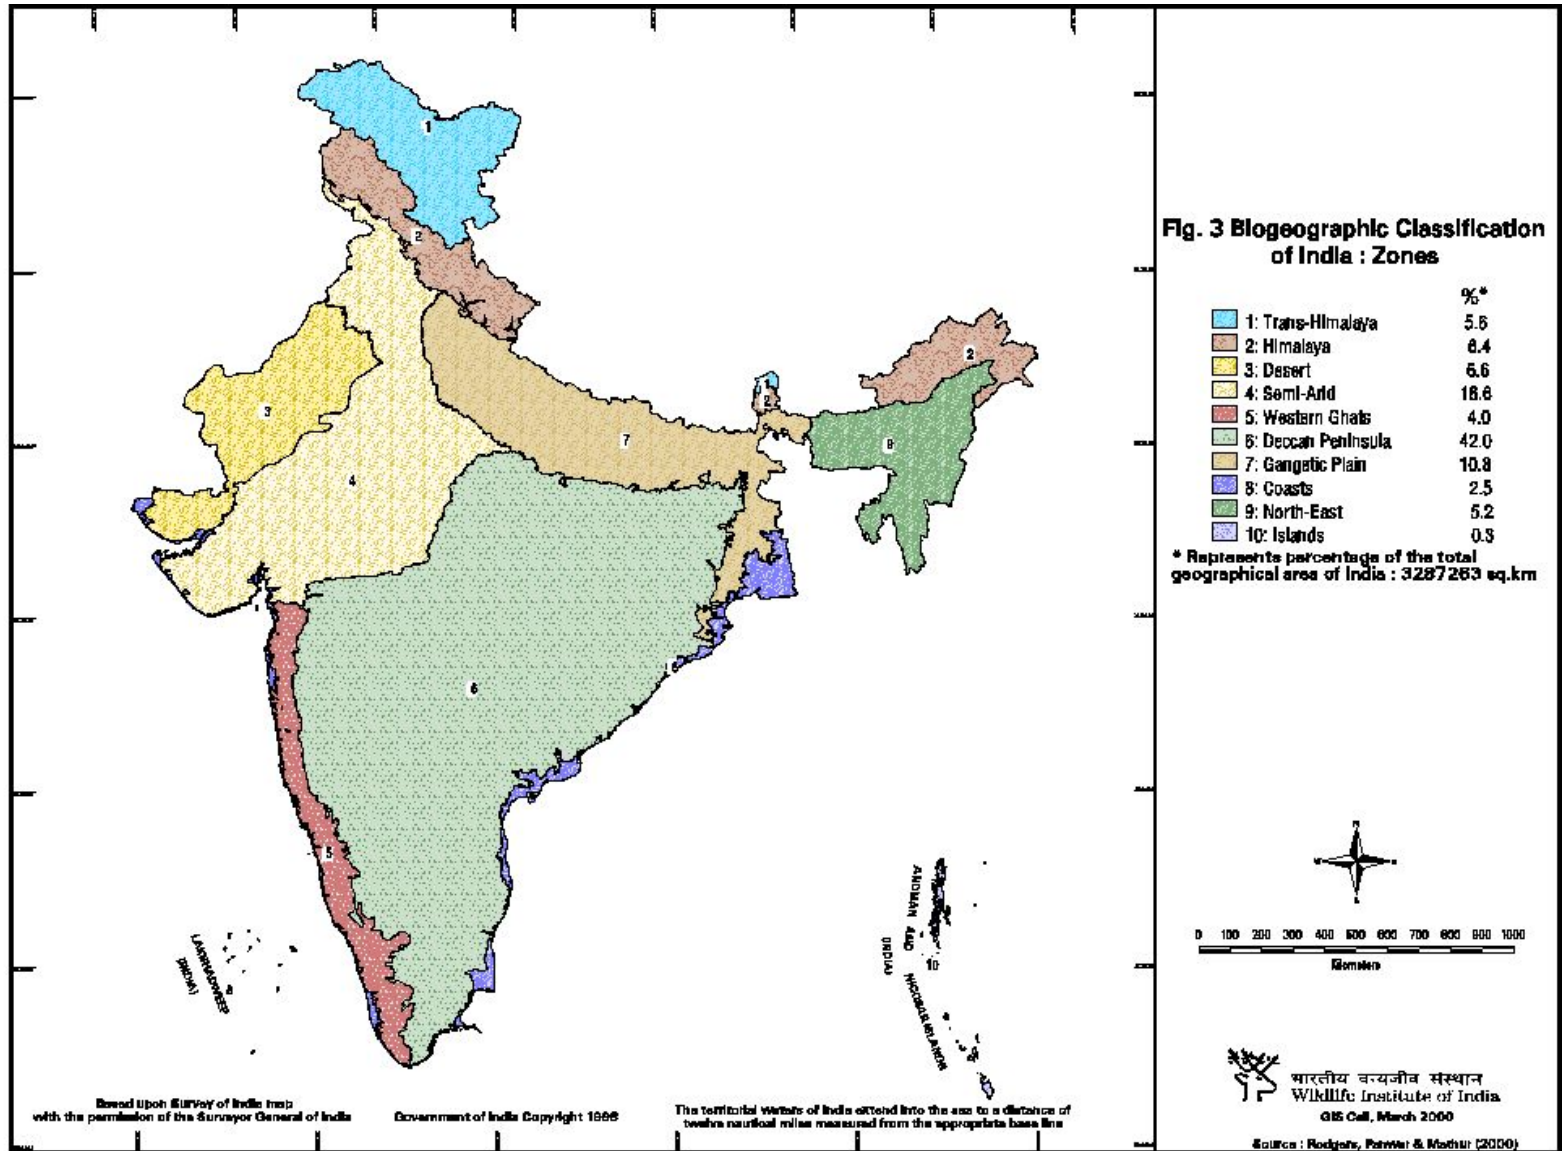 Fig. 3 Biogeographic Classification
of India : Zones
%*
1: Trans-Himalaya 5.6
2: Himalaya 6.4
3: Desert 6.6
4: Semi-Arid 16.6
5: Western Ghats 4.0
6: Deccan Peninsula 42.0
7: Gangetic Plain 10.8
8: Coasts 2.5
9: North-East 5.2
10: Islands 0.3
* Represents percentage of the total
geographical area of India : 3287263 sq.km
1
2
3
4
5
6
7
8
9
2
1
2
10
LAKSHADWEEP
(INDIA)
ANDMAN AND NICOBAR ISLANDS
(INDIA)
0 100 200 300 400 500 600 700 800 900 1000
Kilometers
भारतीय वन्यजीव संस्थान
Wildlife Institute of India
GIS Cell, March 2000
Source : Rodgers, Panwar & Mathur (2000)
Based upon Survey of India map
with the permission of the Surveyor General of India
Government of India Copyright 1996
The territorial waters of India extend into the sea to a distance of
twelve nautical miles measured from the appropriate base line